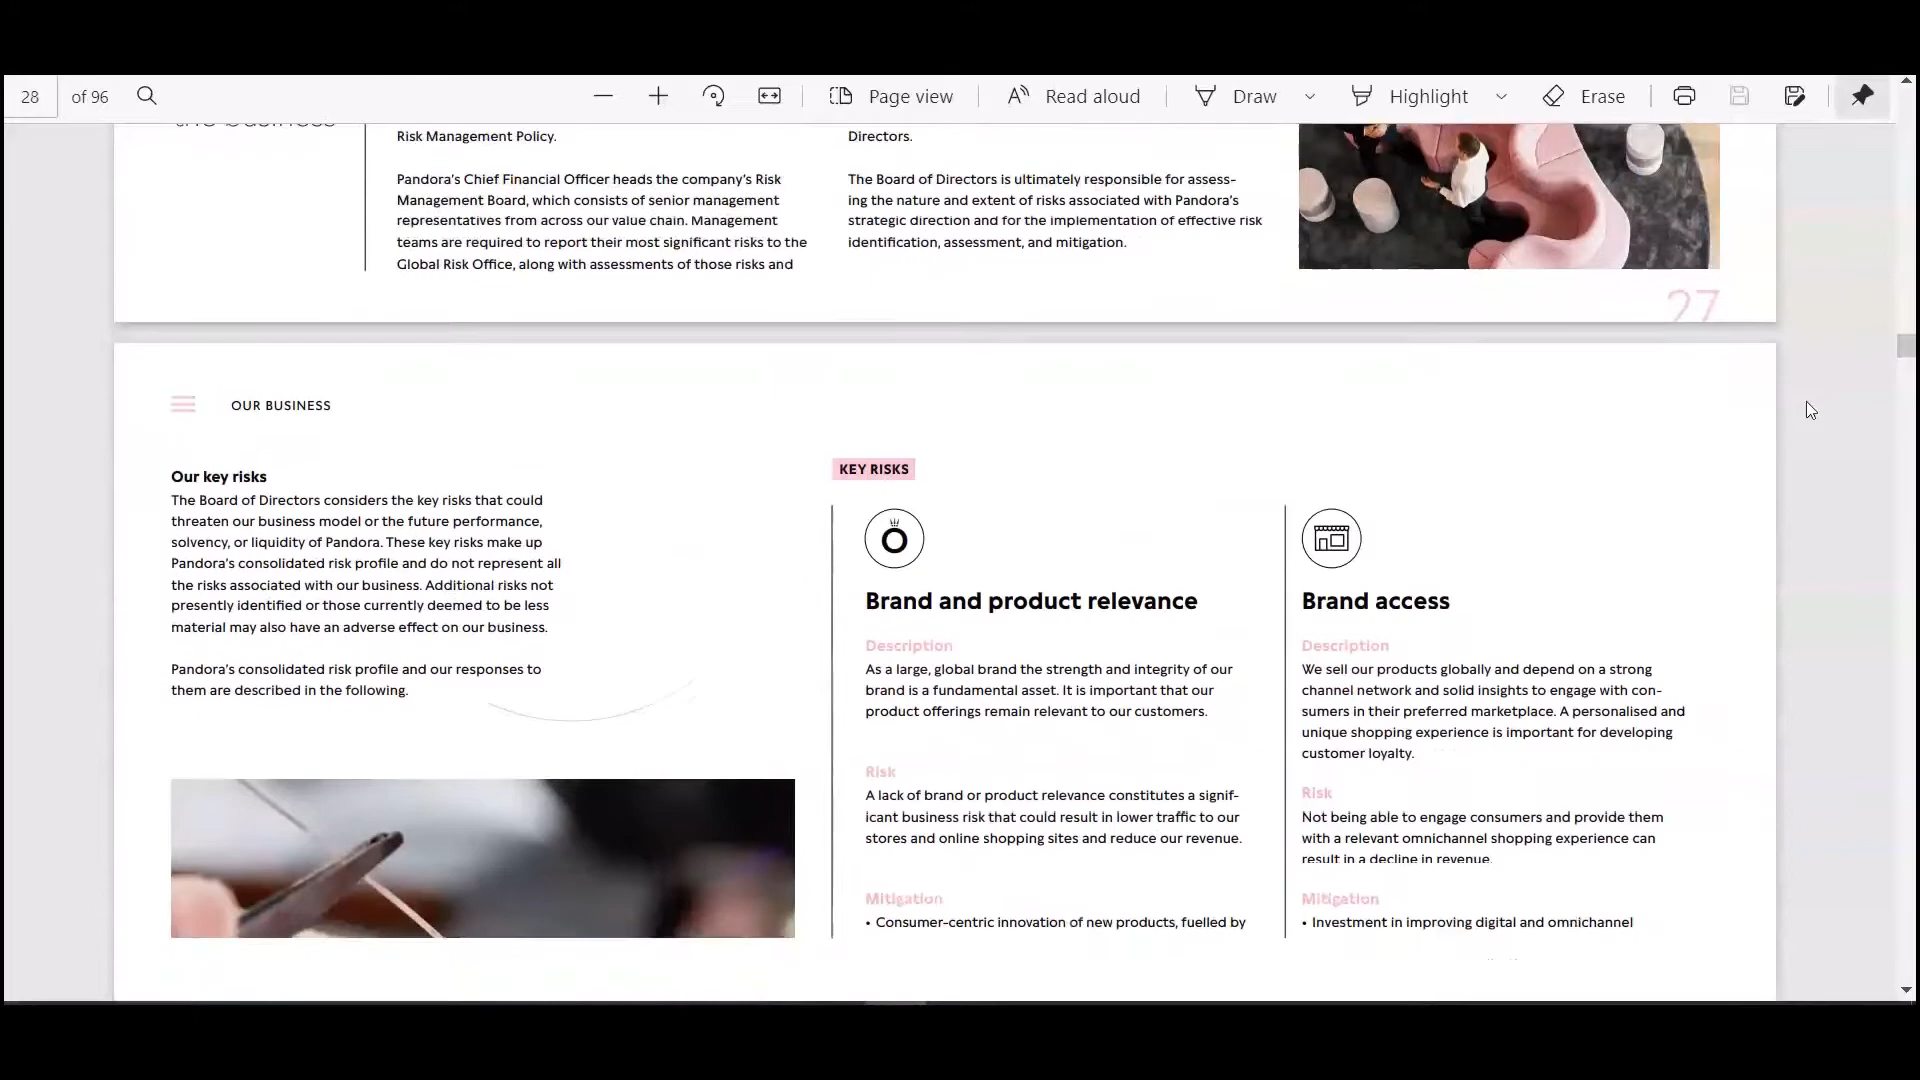 28 of 96 Page view Read aloud Draw Highlight Erase
the business
Risk Management Policy.
Pandora's Chief Financial Officer heads the company's Risk
Management Board, which consists of senior management
representatives from across our value chain. Management
teams are required to report their most significant risks to the
Global Risk Office, along with assessments of those risks and
Directors.
The Board of Directors is ultimately responsible for assess-
ing the nature and extent of risks associated with Pandora's
strategic direction and for the implementation of effective risk
identification, assessment, and mitigation.
27
OUR BUSINESS
Our key risks
The Board of Directors considers the key risks that could
threaten our business model or the future performance,
solvency, or liquidity of Pandora. These key risks make up
Pandora's consolidated risk profile and do not represent all
the risks associated with our business. Additional risks not
presently identified or those currently deemed to be less
material may also have an adverse effect on our business.
Pandora's consolidated risk profile and our responses to
them are described in the following.
KEY RISKS
Brand and product relevance
Description
As a large, global brand the strength and integrity of our
brand is a fundamental asset. It is important that our
product offerings remain relevant to our customers.
Risk
A lack of brand or product relevance constitutes a signif-
icant business risk that could result in lower traffic to our
stores and online shopping sites and reduce our revenue.
Mitigation
• Consumer-centric innovation of new products, fuelled by
Brand access
Description
We sell our products globally and depend on a strong
channel network and solid insights to engage with con-
sumers in their preferred marketplace. A personalised and
unique shopping experience is important for developing
customer loyalty.
Risk
Not being able to engage consumers and provide them
with a relevant omnichannel shopping experience can
result in a decline in revenue.
Mitigation
• Investment in improving digital and omnichannel